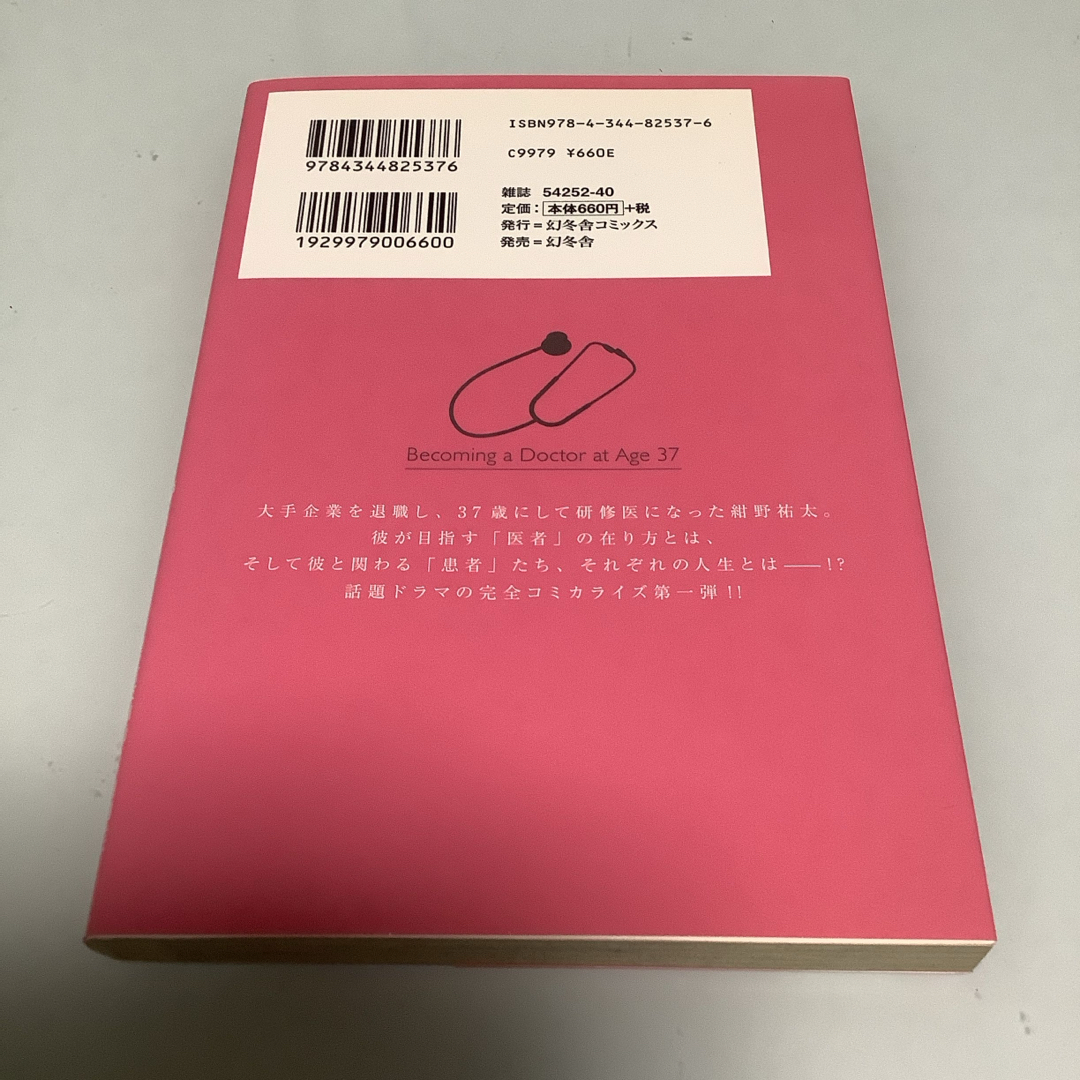 9784344825376
ISBN978-4-344-82537-6
C9979 ¥660E
1929979006600
雑誌 54252-40
定価：本体660円+税
発行＝幻冬舎コミックス
発売＝幻冬舎
Becoming a Doctor at Age 37
大手企業を退職し、37歳にして研修医になった紺野祐太。
彼が目指す「医者」の在り方とは、
そして彼と関わる「患者」たち、それぞれの人生とは——!?
話題ドラマの完全コミカライズ第一弾!!